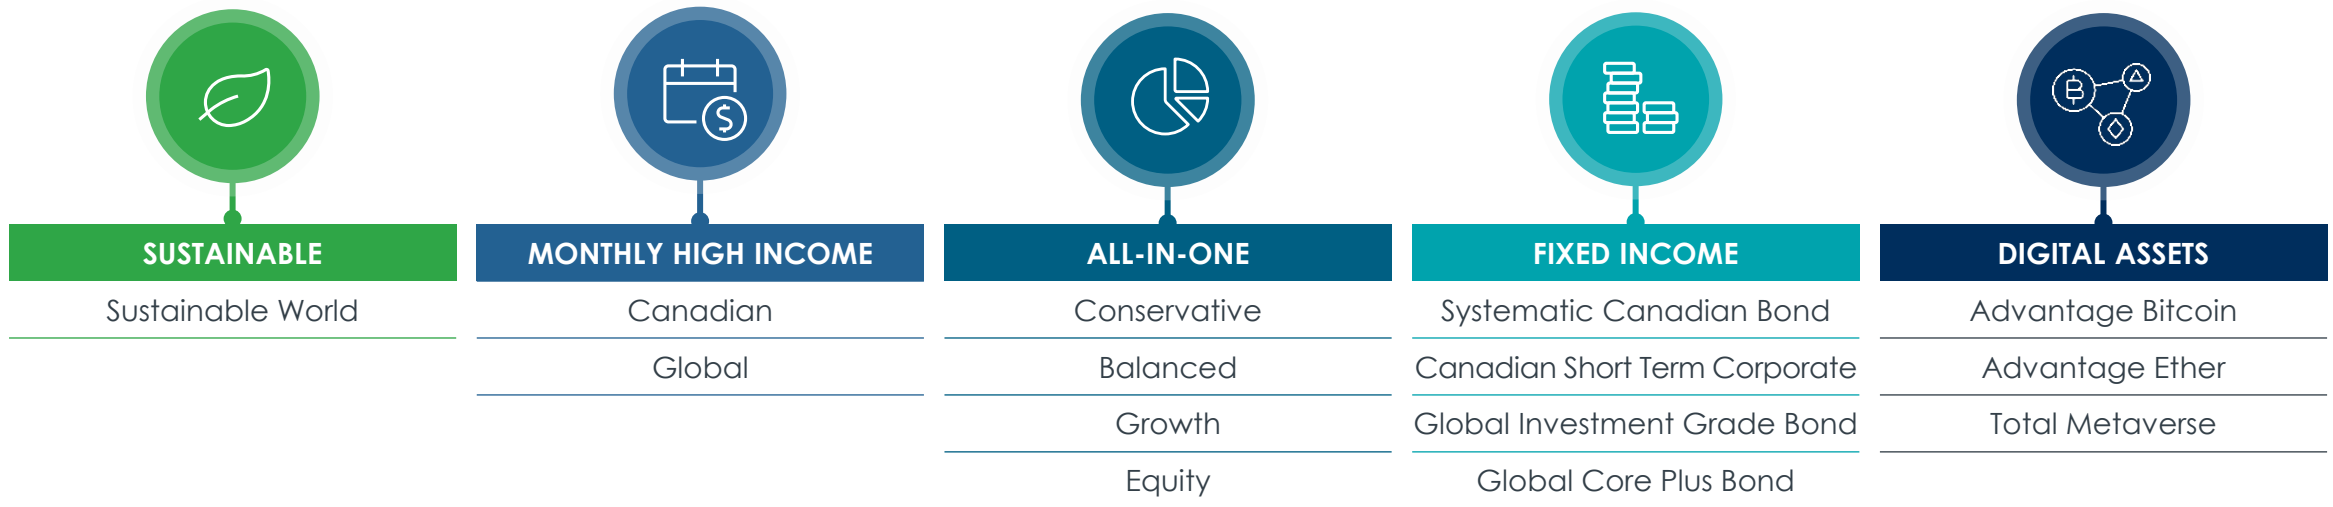 SUSTAINABLE
Sustainable World
MONTHLY HIGH INCOME
Canadian
Global
ALL-IN-ONE
Conservative
Balanced
Growth
Equity
FIXED INCOME
Systematic Canadian Bond
Canadian Short Term Corporate
Global Investment Grade Bond
Global Core Plus Bond
DIGITAL ASSETS
Advantage Bitcoin
Advantage Ether
Total Metaverse